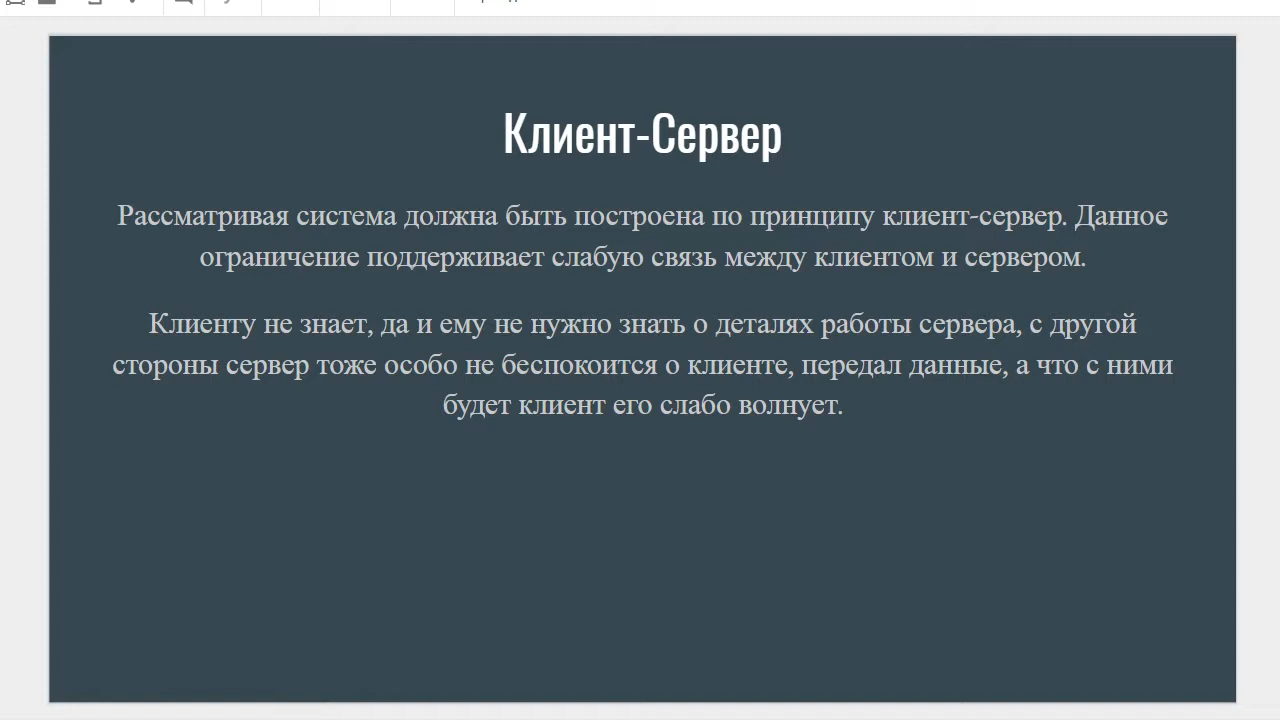 Клиент-Сервер
Рассматривая система должна быть построена по принципу клиент-сервер. Данное
ограничение поддерживает слабую связь между клиентом и сервером.
Клиенту не знает, да и ему не нужно знать о деталях работы сервера, с другой
стороны сервер тоже особо не беспокоится о клиенте, передал данные, а что с ними
будет клиент его слабо волнует.